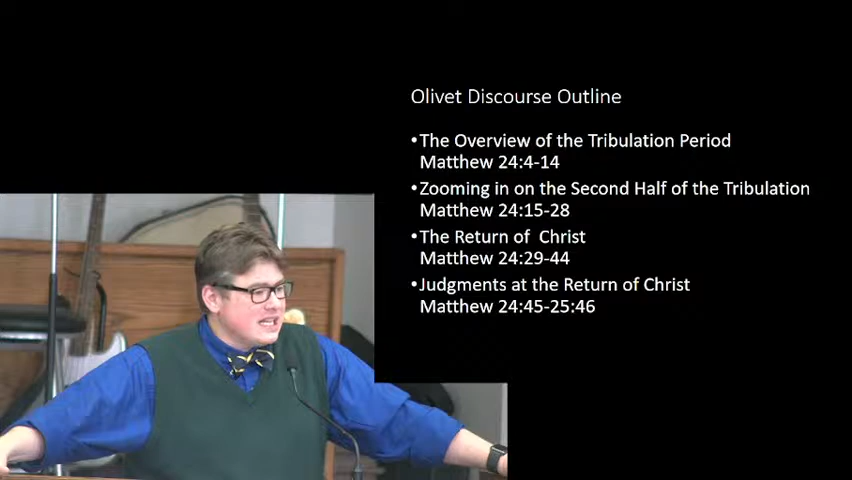 Olivet Discourse Outline
•The Overview of the Tribulation Period
Matthew 24:4-14
•Zooming in on the Second Half of the Tribulation
Matthew 24:15-28
•The Return of  Christ
Matthew 24:29-44
•Judgments at the Return of Christ
Matthew 24:45-25:46